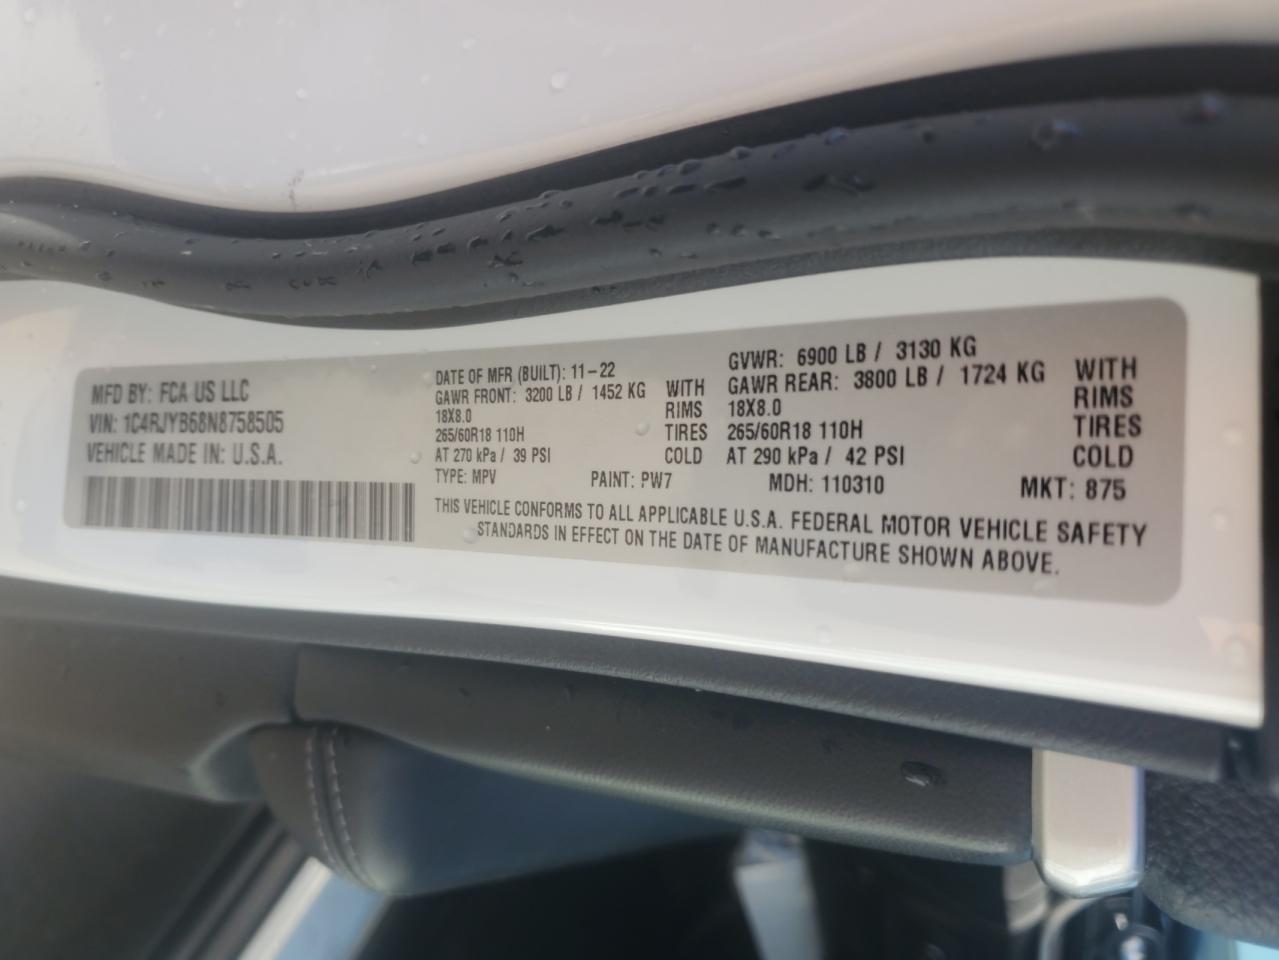 MFD BY: FCA US LLC
VIN: 1C4RJYB68N8758505
VEHICLE MADE IN: U.S.A.
DATE OF MFR (BUILT): 11-22
GAWR FRONT: 3200 LB / 1452 KG WITH
18X8.0 RIMS
265/60R18 110H TIRES
AT 270 kPa / 39 PSI COLD
GVWR: 6900 LB / 3130 KG
GAWR REAR: 3800 LB / 1724 KG WITH
18X8.0 RIMS
265/60R18 110H TIRES
AT 290 kPa / 42 PSI COLD
TYPE: MPV PAINT: PW7 MDH: 110310 MKT: 875
THIS VEHICLE CONFORMS TO ALL APPLICABLE U.S.A. FEDERAL MOTOR VEHICLE SAFETY
STANDARDS IN EFFECT ON THE DATE OF MANUFACTURE SHOWN ABOVE.